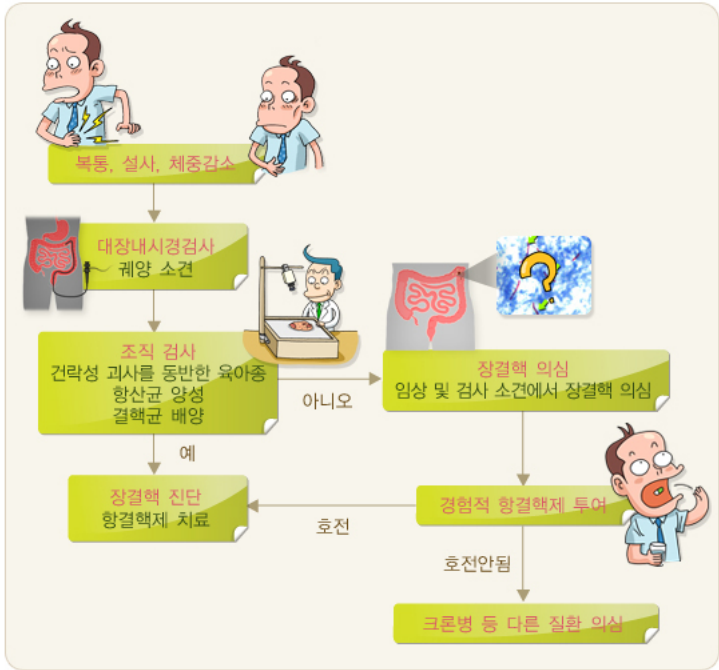 복통, 설사, 체중감소
대장내시경검사
궤양 소견
조직 검사
건락성 괴사를 동반한 육아종
항산균 양성
결핵균 배양
아니오
장결핵 의심
임상 및 검사 소견에서 장결핵 의심
예
장결핵 진단
항결핵제 치료
호전
경험적 항결핵제 투여
호전안됨
크론병 등 다른 질환 의심